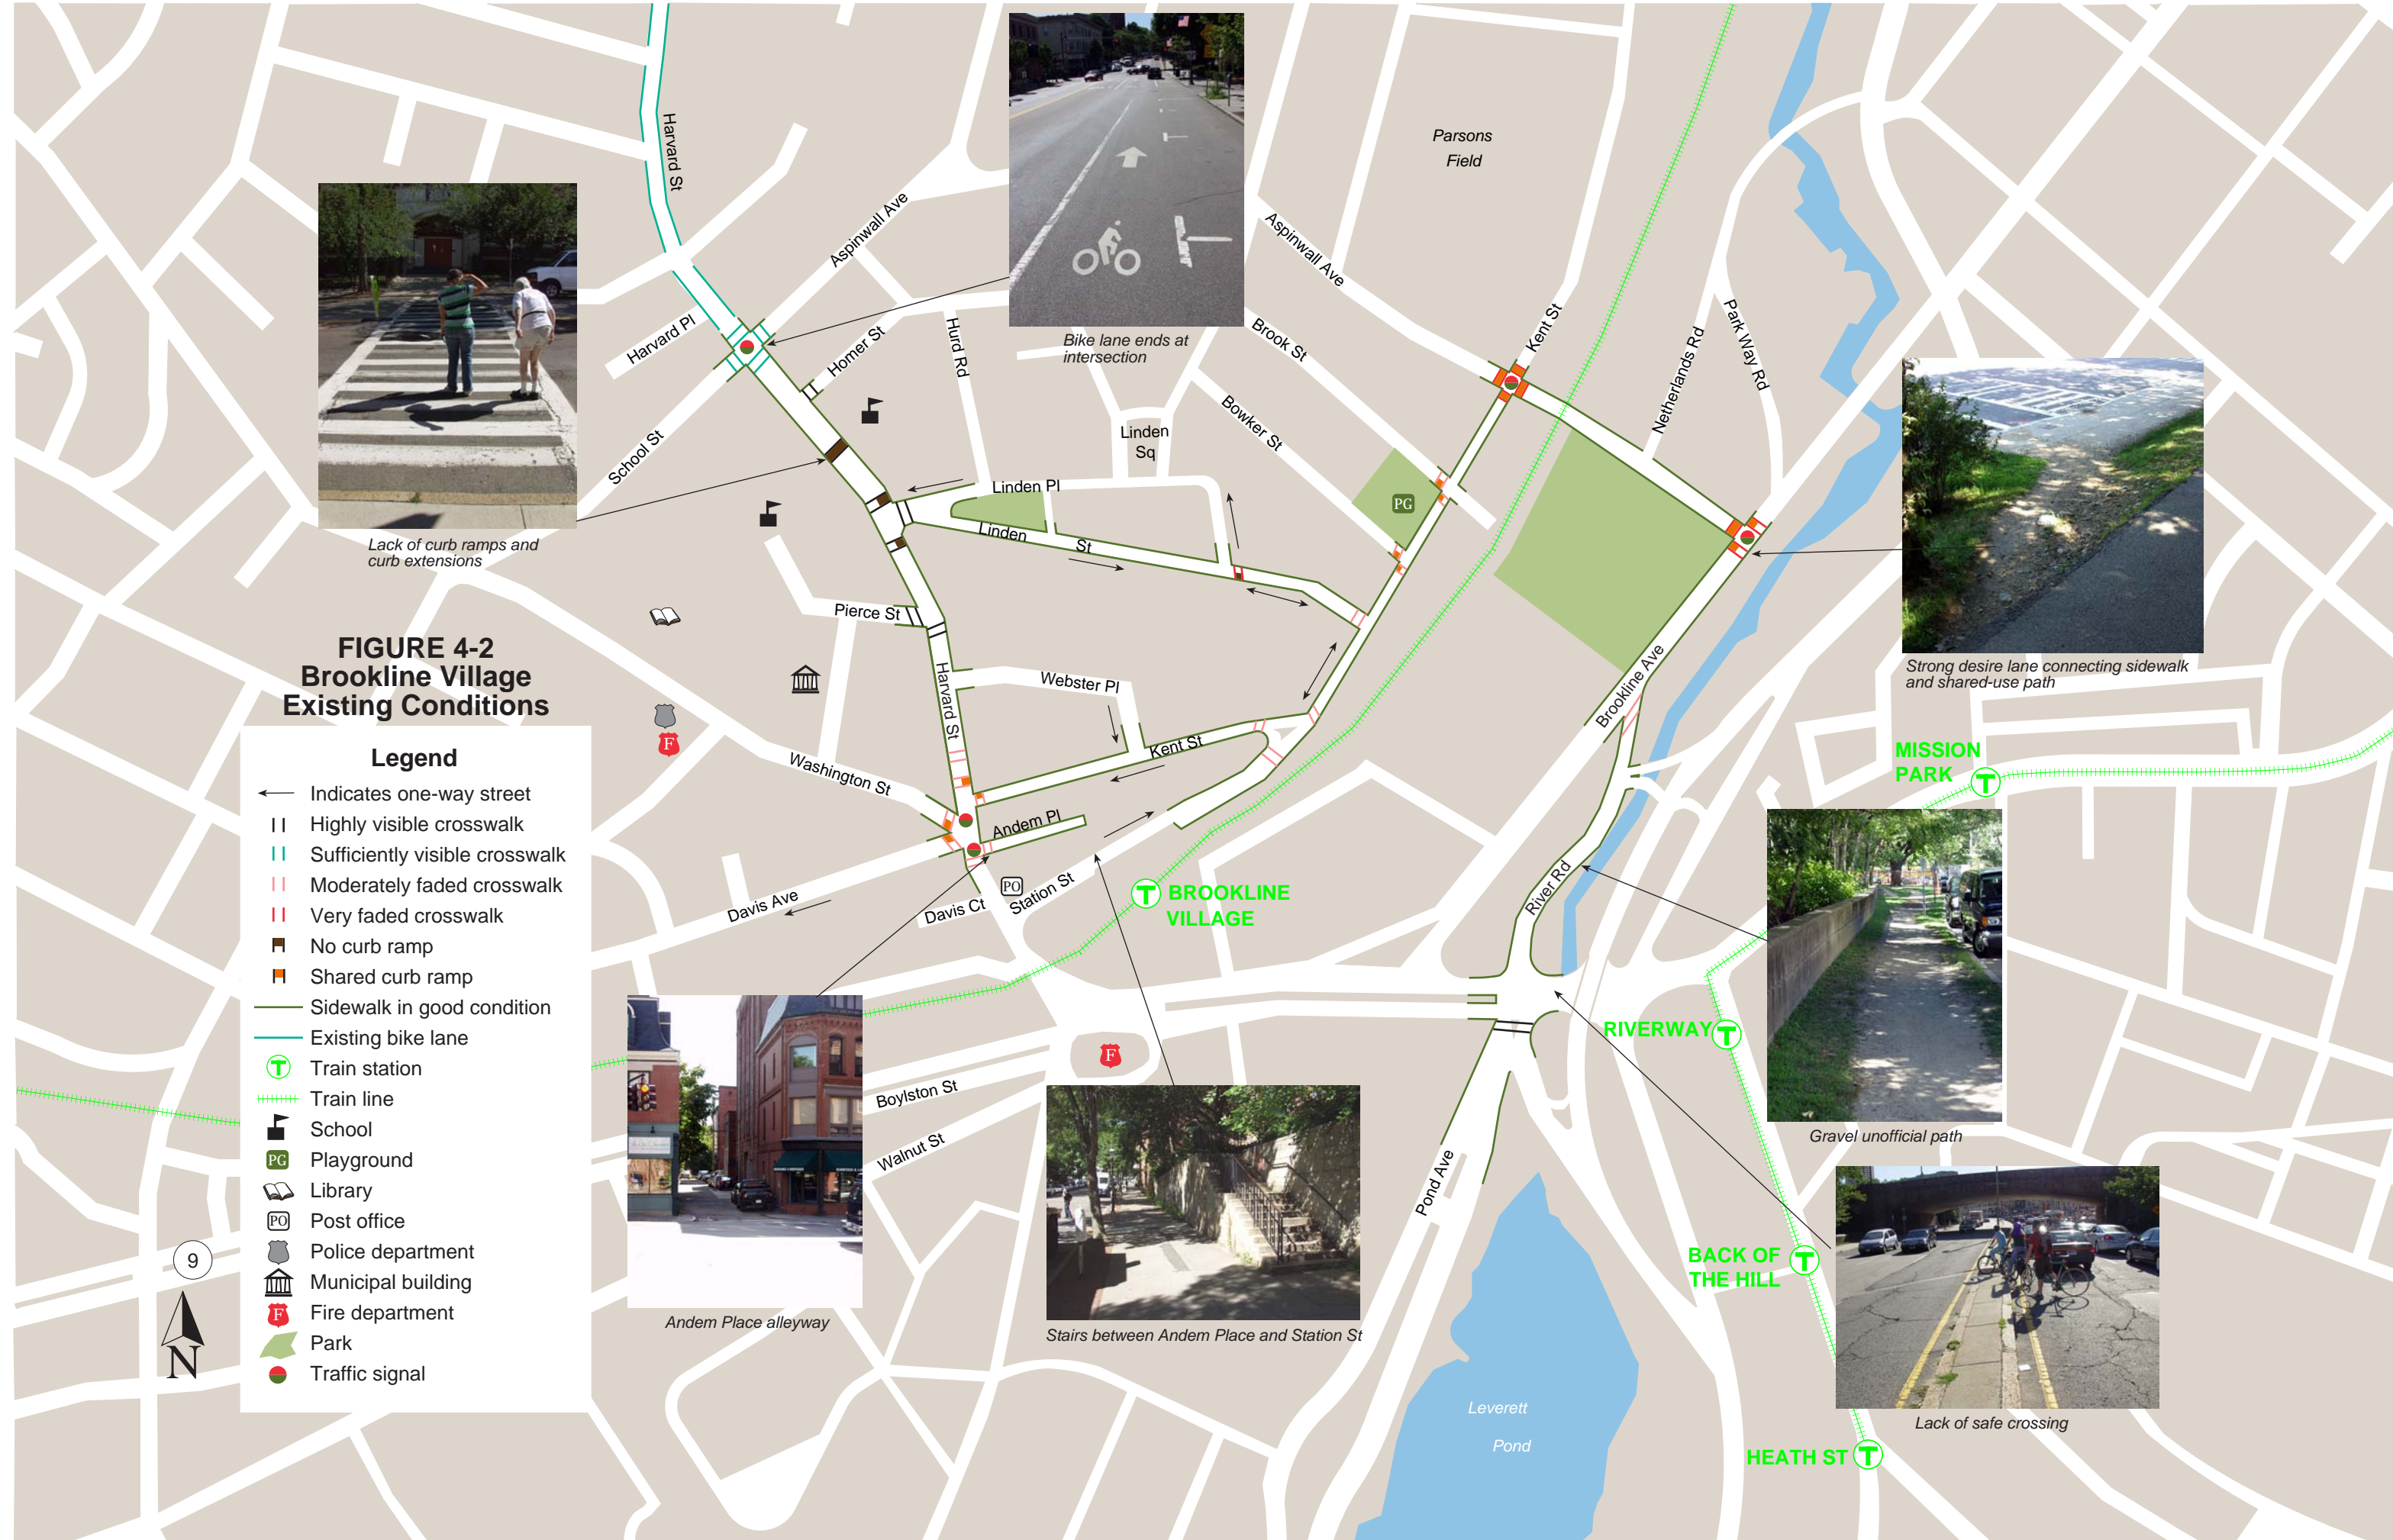 Harvard St
Parsons
Field
Aspinwall Ave
Aspinwall Ave
Harvard Pl
Homer St
Hurd Rd
Bike lane ends at
intersection
Brook St
Kent St
Netherlands Rd
Park Way Rd
School St
Bowker St
Linden
Sq
Linden Pl
PG
Lack of curb ramps and
curb extensions
Linden
St
Pierce St
Strong desire lane connecting sidewalk
and shared-use path
FIGURE 4-2
Brookline Village
Existing Conditions
Harvard St
Webster Pl
Brookline Ave
F
Kent St
Washington St
MISSION
PARK
T
Legend
Indicates one-way street
Highly visible crosswalk
Sufficiently visible crosswalk
Moderately faded crosswalk
Very faded crosswalk
No curb ramp
Shared curb ramp
Sidewalk in good condition
Existing bike lane
T
Train station
Train line
School
PG
Playground
Library
PO
Post office
Police department
Municipal building
F
Fire department
Park
Traffic signal
9
N
Andem Pl
PO
Station St
Davis Ave
Davis Ct
T
BROOKLINE
VILLAGE
River Rd
RIVERWAY
T
F
Boylston St
Walnut St
Gravel unofficial path
Pond Ave
BACK OF
THE HILL
T
Andem Place alleyway
Stairs between Andem Place and Station St
Leverett
Pond
Lack of safe crossing
HEATH ST
T